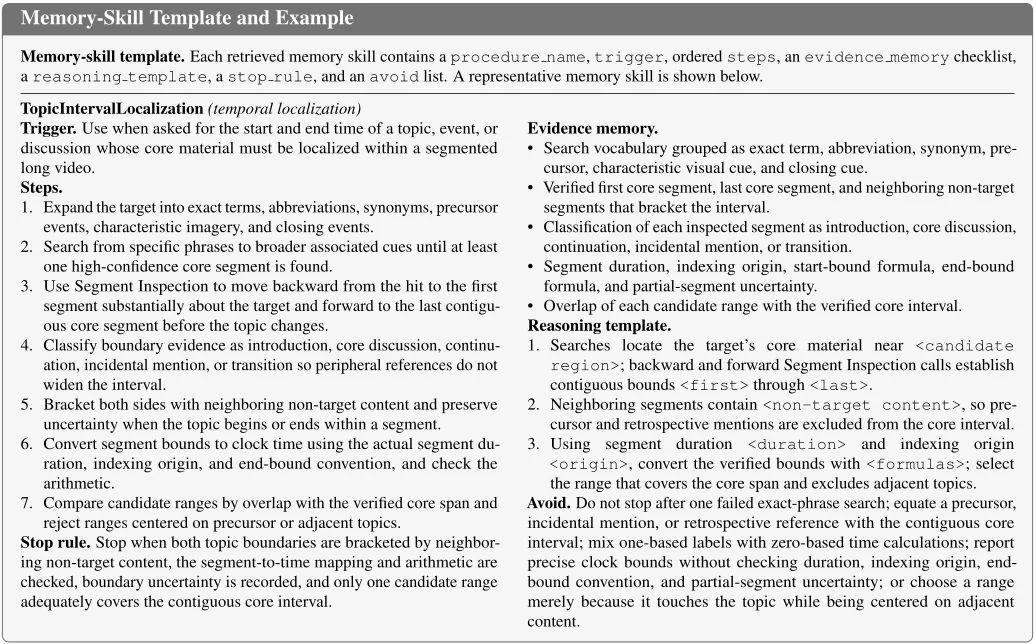 Memory-Skill Template and Example
Memory-skill template. Each retrieved memory skill contains a procedure_name, trigger, ordered steps, an evidence_memory checklist,
a reasoning_template, a stop_rule, and an avoid list. A representative memory skill is shown below.
TopicIntervalLocalization (temporal localization)
Trigger. Use when asked for the start and end time of a topic, event, or
discussion whose core material must be localized within a segmented
long video.
Steps.
1. Expand the target into exact terms, abbreviations, synonyms, precursor
events, characteristic imagery, and closing events.
2. Search from specific phrases to broader associated cues until at least
one high-confidence core segment is found.
3. Use Segment Inspection to move backward from the hit to the first
segment substantially about the target and forward to the last contigu-
ous core segment before the topic changes.
4. Classify boundary evidence as introduction, core discussion, continu-
ation, incidental mention, or transition so peripheral references do not
widen the interval.
5. Bracket both sides with neighboring non-target content and preserve
uncertainty when the topic begins or ends within a segment.
6. Convert segment bounds to clock time using the actual segment du-
ration, indexing origin, and end-bound convention, and check the
arithmetic.
7. Compare candidate ranges by overlap with the verified core span and
reject ranges centered on precursor or adjacent topics.
Stop rule. Stop when both topic boundaries are bracketed by neighbor-
ing non-target content, the segment-to-time mapping and arithmetic are
checked, boundary uncertainty is recorded, and only one candidate range
adequately covers the contiguous core interval.
Evidence memory.
• Search vocabulary grouped as exact term, abbreviation, synonym, pre-
cursor, characteristic visual cue, and closing cue.
• Verified first core segment, last core segment, and neighboring non-target
segments that bracket the interval.
• Classification of each inspected segment as introduction, core discussion,
continuation, incidental mention, or transition.
• Segment duration, indexing origin, start-bound formula, end-bound
formula, and partial-segment uncertainty.
• Overlap of each candidate range with the verified core interval.
Reasoning template.
1. Searches locate the target's core material near <candidate
region>; backward and forward Segment Inspection calls establish
contiguous bounds <first> through <last>.
2. Neighboring segments contain <non-target content>, so pre-
cursor and retrospective mentions are excluded from the core interval.
3. Using segment duration <duration> and indexing origin
<origin>, convert the verified bounds with <formulas>; select
the range that covers the core span and excludes adjacent topics.
Avoid. Do not stop after one failed exact-phrase search; equate a precursor,
incidental mention, or retrospective reference with the contiguous core
interval; mix one-based labels with zero-based time calculations; report
precise clock bounds without checking duration, indexing origin, end-
bound convention, and partial-segment uncertainty; or choose a range
merely because it touches the topic while being centered on adjacent
content.